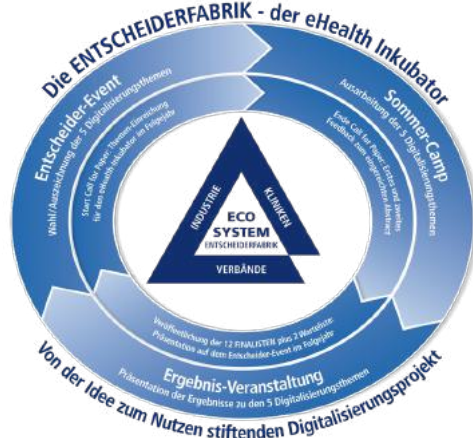 Die ENTSCHEIDERFABRIK - der eHealth Inkubator
Entscheider-Event
Wahl/Auszeichnung der 5 Digitalisierungsthemen
Start Call for Paper: Themen-Einreichung
für den eHealth Inkubator im Folgejahr
Sommer-Camp
Ausarbeitung der 5 Digitalisierungsthemen
Ende Call for Paper: Erstes und zweites
Feedback zum eingereichten Abstract
INDUSTRIE
KLINIKEN
ECO
SYSTEM
ENTSCHEIDERFABRIK
VERBÄNDE
Veröffentlichung der 12 FINALISTEN plus 2 Warteliste:
Präsentation auf dem Entscheider-Event im Folgejahr
Ergebnis-Veranstaltung
Präsentation der Ergebnisse zu den 5 Digitalisierungsthemen
Von der Idee zum Nutzen stiftenden Digitalisierungsprojekt